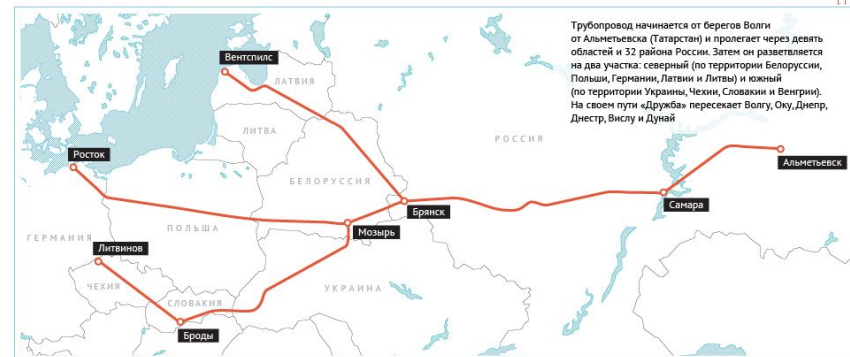 Трубопровод начинается от берегов Волги
от Альметьевска (Татарстан) и пролегает через девять
областей и 32 района России. Затем он разветвляется
на два участка: северный (по территории Белоруссии,
Польши, Германии, Латвии и Литвы) и южный
(по территории Украины, Чехии, Словакии и Венгрии).
На своем пути «Дружба» пересекает Волгу, Оку, Днепр,
Днестр, Вислу и Дунай
Вентспилс
ЛАТВИЯ
ЛИТВА
РОССИЯ
Росток
Альметьевск
БЕЛОРУССИЯ
Самара
Брянск
ПОЛЬША
Мозырь
ГЕРМАНИЯ
Литвинов
ЧЕХИЯ
УКРАИНА
СЛОВАКИЯ
Броды